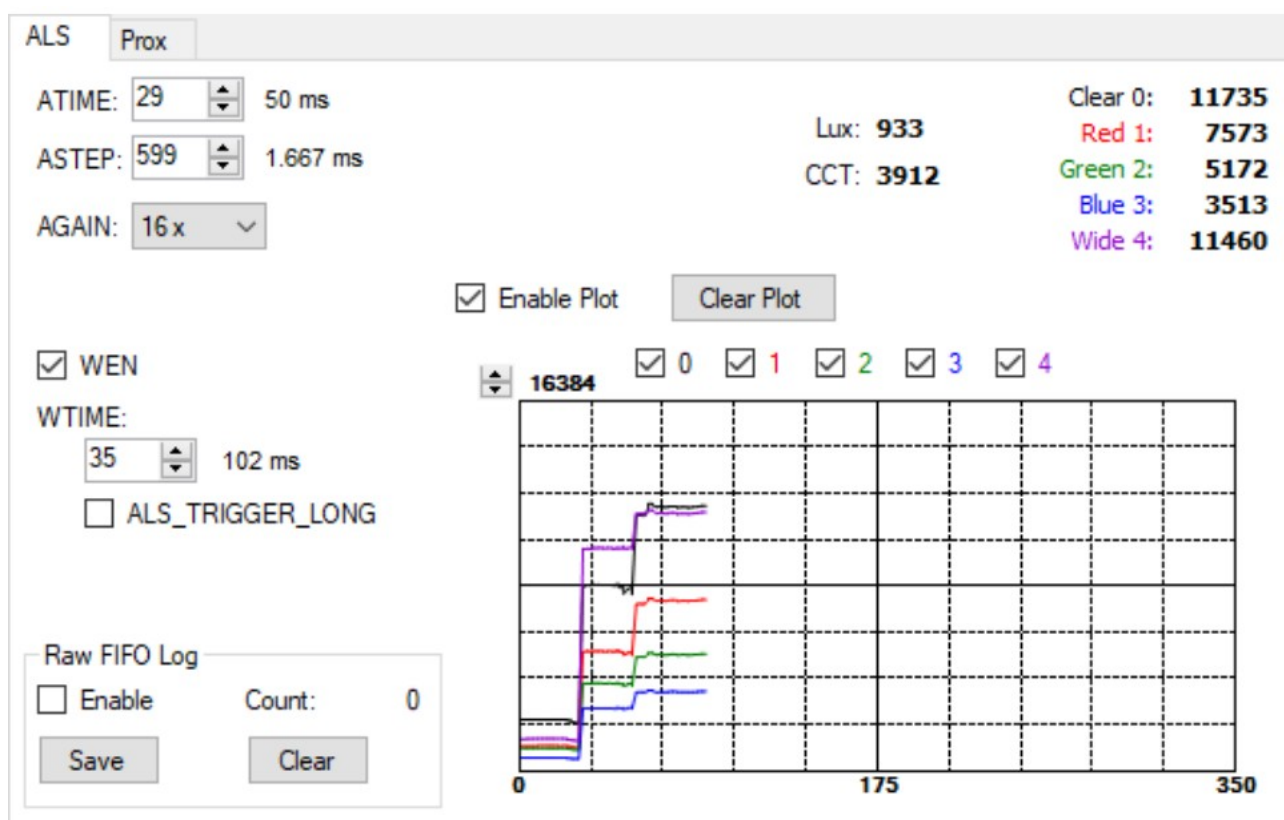 ALS Prox
ATIME: 29 50 ms
ASTEP: 599 1.667 ms
AGAIN: 16 x
Lux: 933
CCT: 3912
Clear 0: 11735
Red 1: 7573
Green 2: 5172
Blue 3: 3513
Wide 4: 11460
Enable Plot Clear Plot
WEN
WTIME:
35 102 ms
ALS_TRIGGER_LONG
16384 0 1 2 3 4
0 175 350
Raw FIFO Log
Enable Count: 0
Save Clear